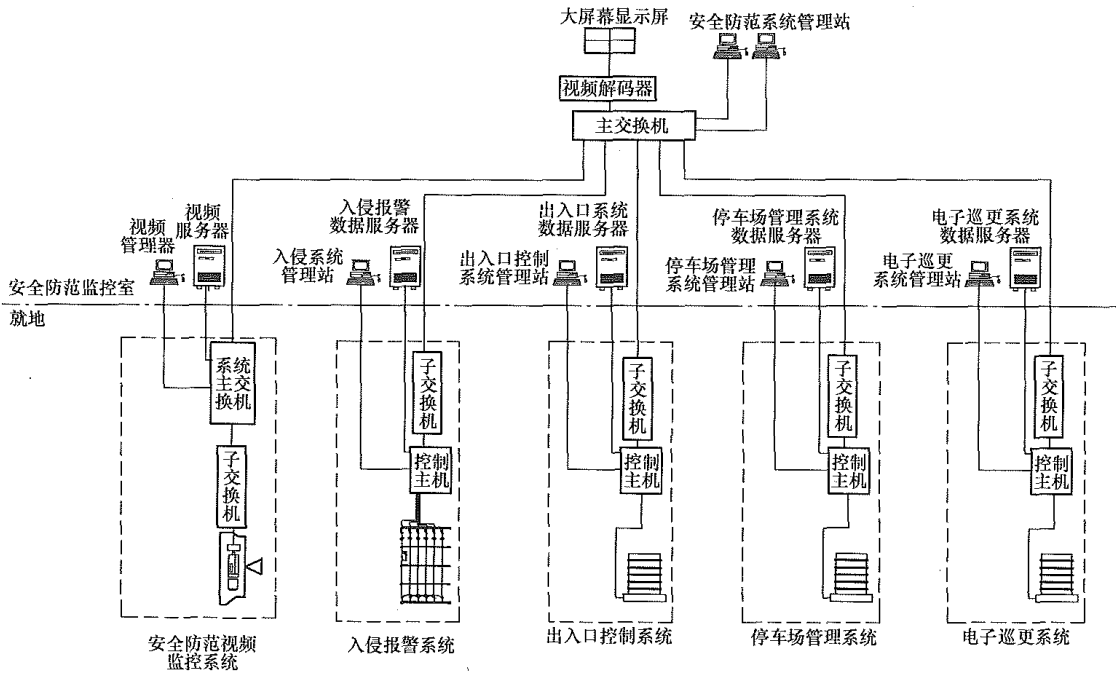 大屏幕显示屏
安全防范系统管理站
视频解码器
主交换机
视频
管理器
视频
服务器
入侵报警
数据服务器
入侵系统
管理站
出入口系统
数据服务器
出入口控制
系统管理站
停车场管理系统
数据服务器
停车场管理
系统管理站
电子巡更系统
数据服务器
电子巡更
系统管理站
安全防范监控室
就地
系统主交换机
子交换机
子交换机
控制
主机
子交换机
控制
主机
子交换机
控制
主机
子交换机
控制
主机
安全防范视频
监控系统
入侵报警系统
出入口控制系统
停车场管理系统
电子巡更系统